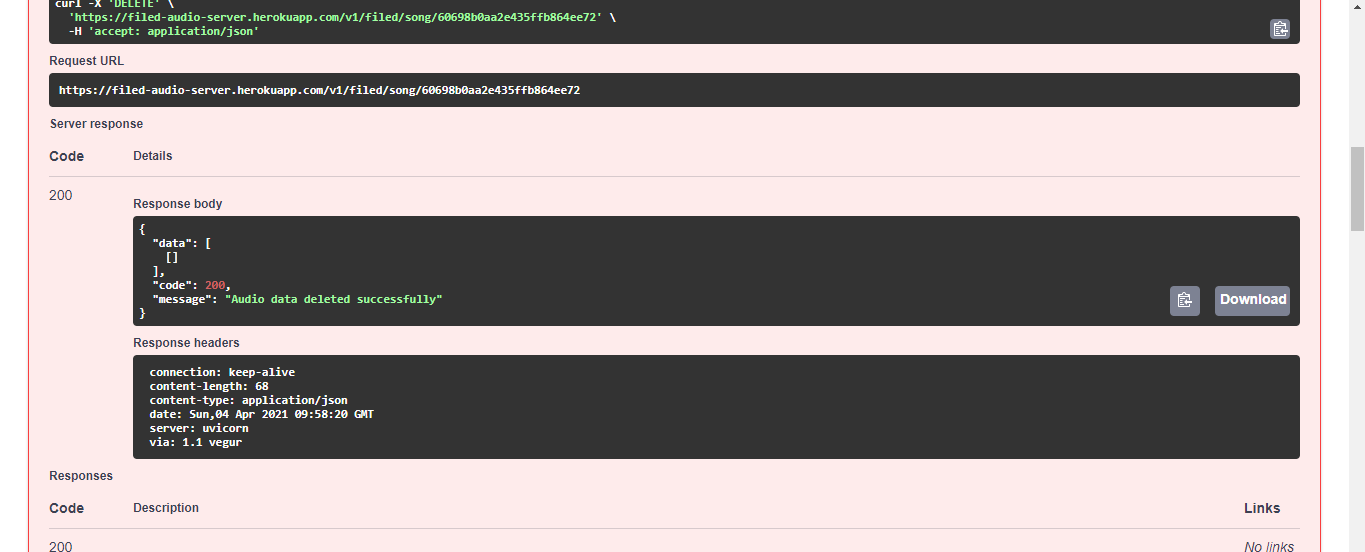 curl -X 'DELETE' \
  'https://filed-audio-server.herokuapp.com/v1/filed/song/60698b0aa2e435ffb864ee72' \
  -H 'accept: application/json'
Request URL
https://filed-audio-server.herokuapp.com/v1/filed/song/60698b0aa2e435ffb864ee72
Server response
Code Details
200
Response body
{
  "data": [
    []
  ],
  "code": 200,
  "message": "Audio data deleted successfully"
}
Download
Response headers
connection: keep-alive
content-length: 68
content-type: application/json
date: Sun,04 Apr 2021 09:58:20 GMT
server: uvicorn
via: 1.1 vegur
Responses
Code Description Links
200 No links